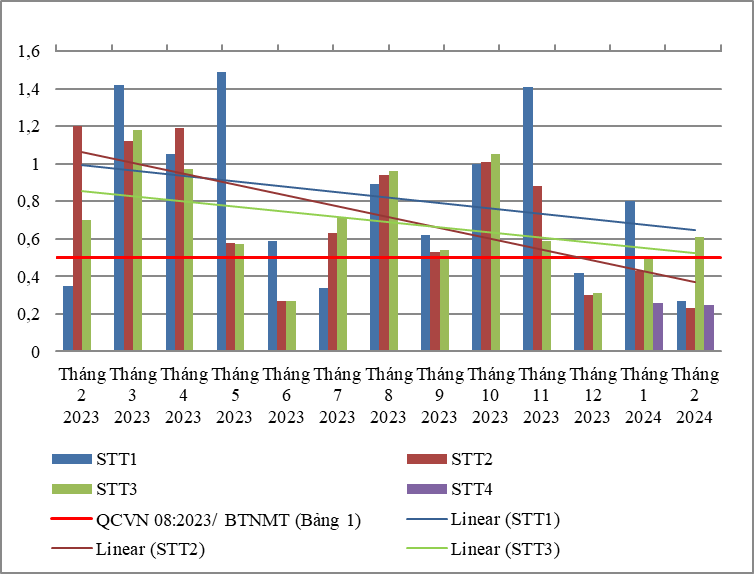 1,6
1,4
1,2
1
0,8
0,6
0,4
0,2
0
Tháng Tháng Tháng Tháng Tháng Tháng Tháng Tháng Tháng Tháng Tháng Tháng Tháng
2 3 4 5 6 7 8 9 10 11 12 1 2
2023 2023 2023 2023 2023 2023 2023 2023 2023 2023 2023 2024 2024
STT1 STT2
STT3 STT4
QCVN 08:2023/ BTNMT (Bảng 1) Linear (STT1)
Linear (STT2) Linear (STT3)